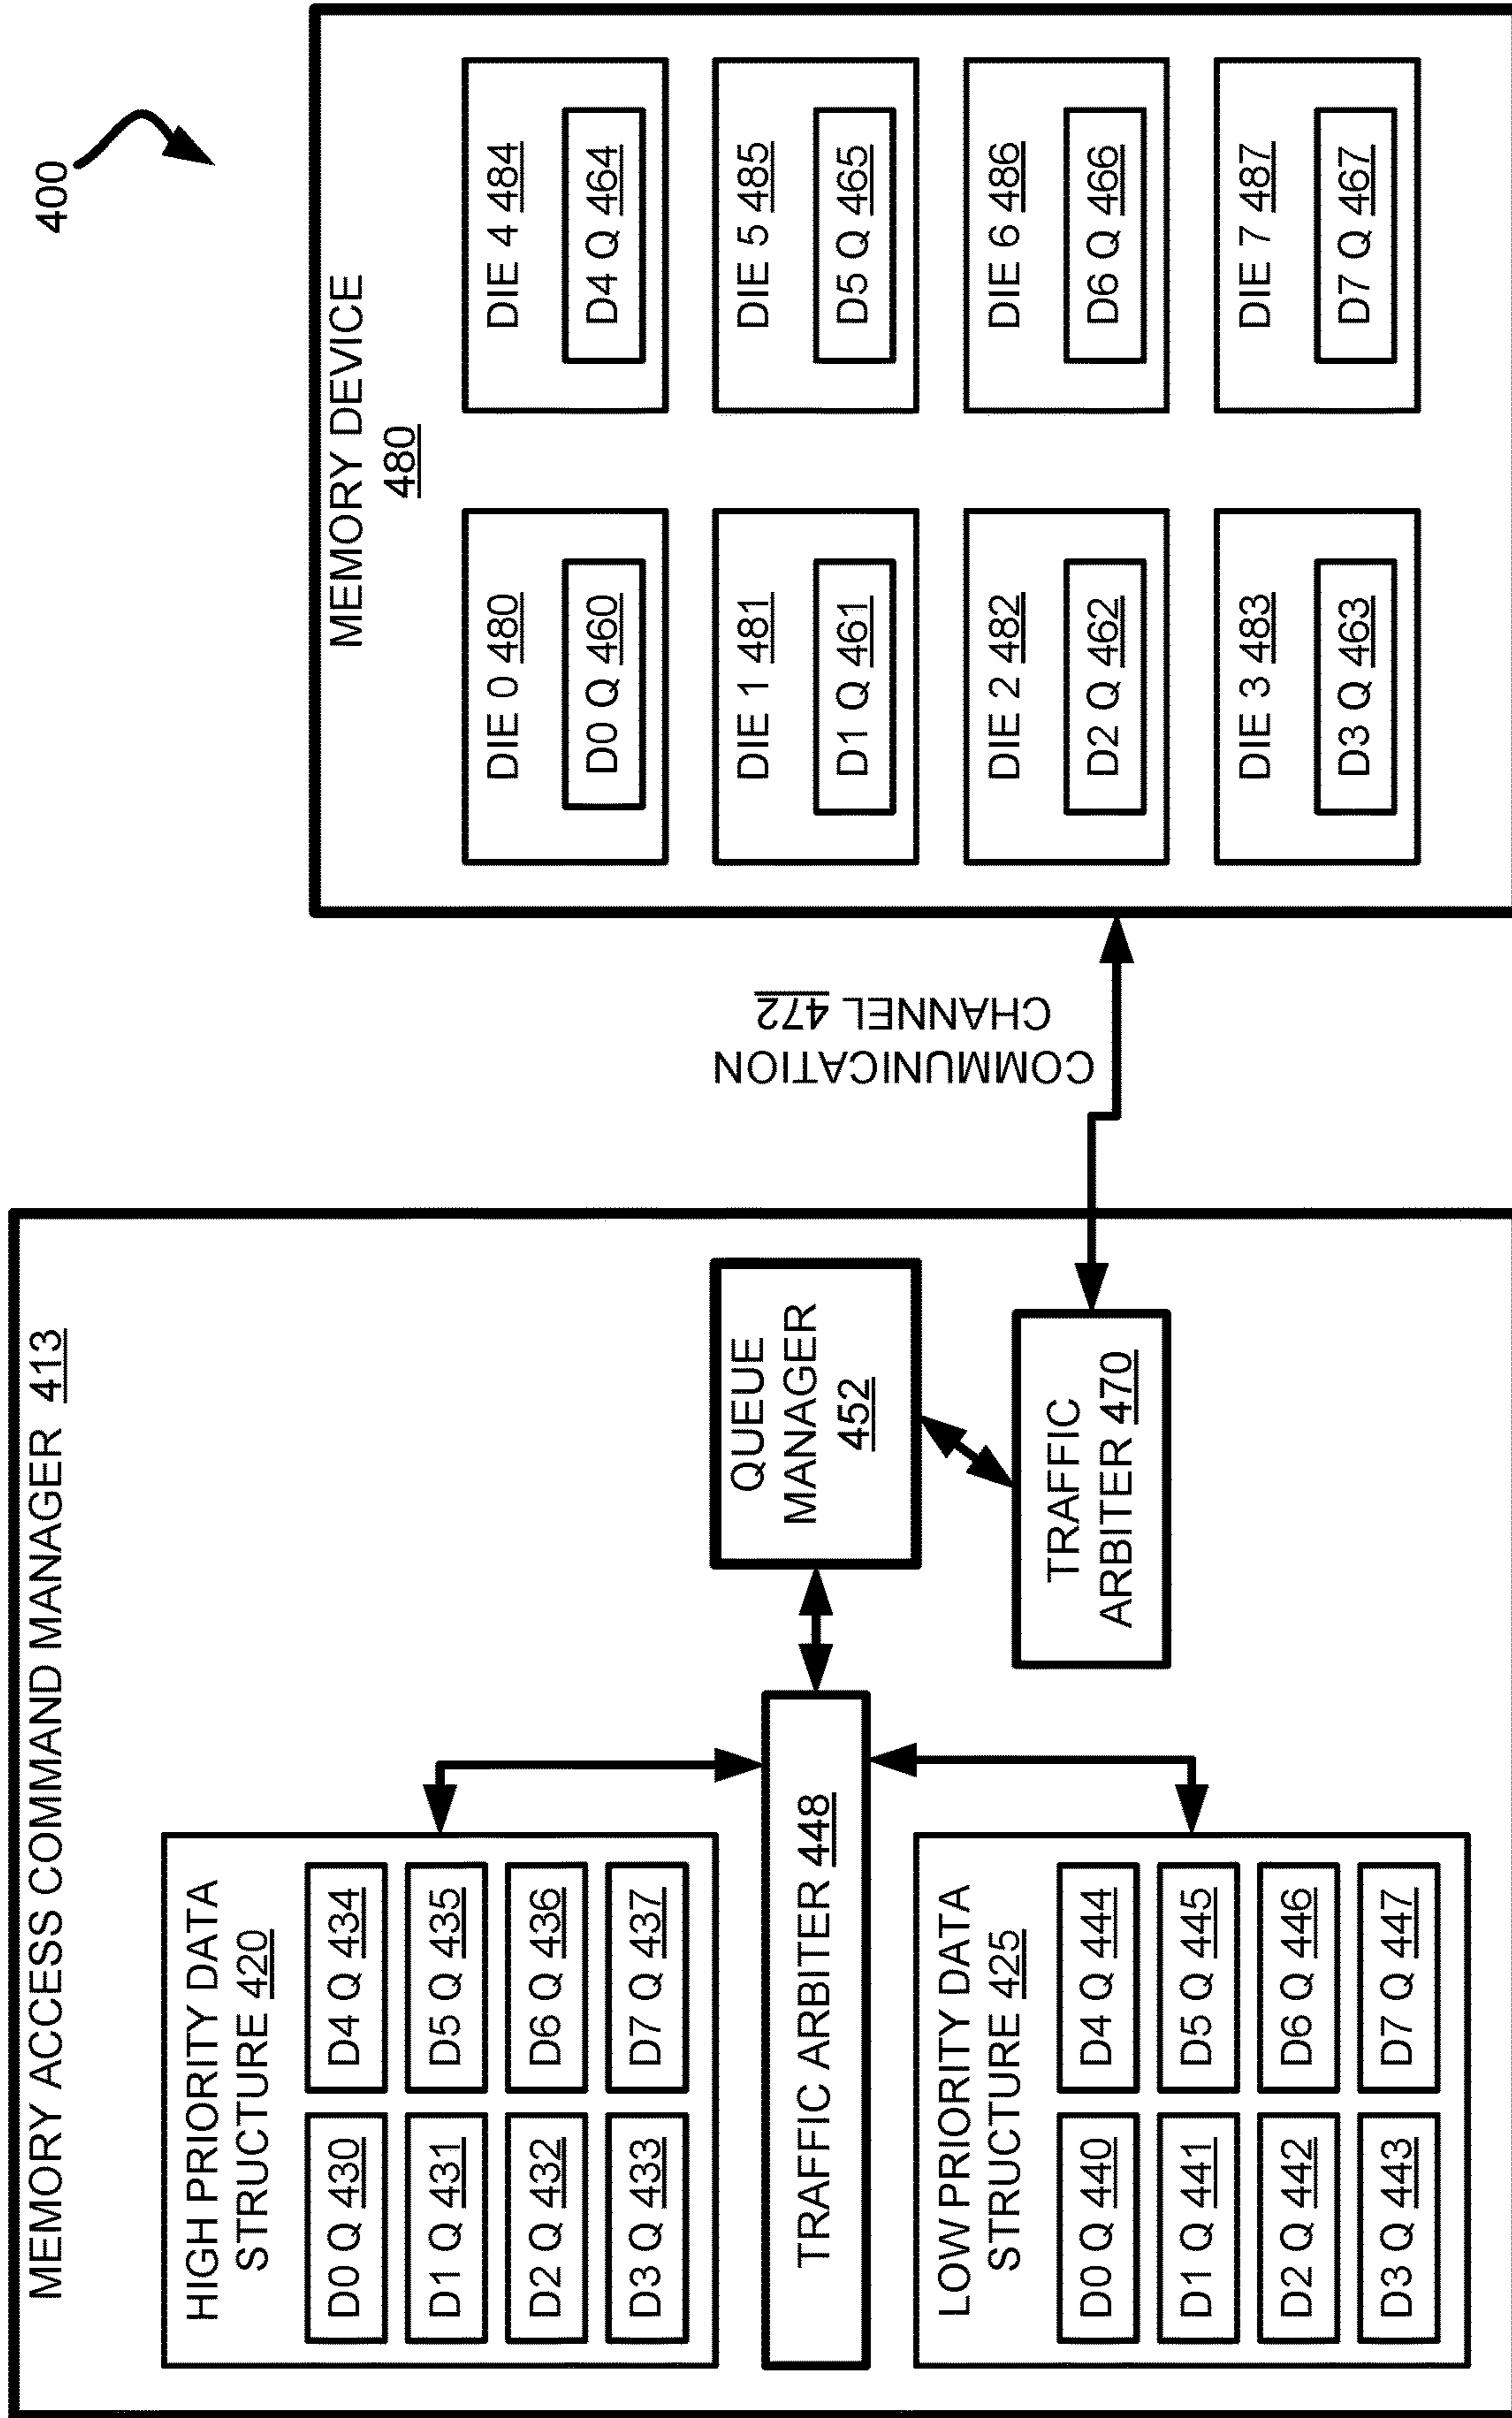 400
MEMORY ACCESS COMMAND MANAGER 413
HIGH PRIORITY DATA
STRUCTURE 420
D0 Q 430
D4 Q 434
D1 Q 431
D5 Q 435
D2 Q 432
D6 Q 436
D3 Q 433
D7 Q 437
TRAFFIC ARBITER 448
LOW PRIORITY DATA
STRUCTURE 425
D0 Q 440
D4 Q 444
D1 Q 441
D5 Q 445
D2 Q 442
D6 Q 446
D3 Q 443
D7 Q 447
QUEUE
MANAGER
452
TRAFFIC
ARBITER 470
COMMUNICATION
CHANNEL 472
MEMORY DEVICE
480
DIE 0 480
D0 Q 460
DIE 4 484
D4 Q 464
DIE 1 481
D1 Q 461
DIE 5 485
D5 Q 465
DIE 2 482
D2 Q 462
DIE 6 486
D6 Q 466
DIE 3 483
D3 Q 463
DIE 7 487
D7 Q 467